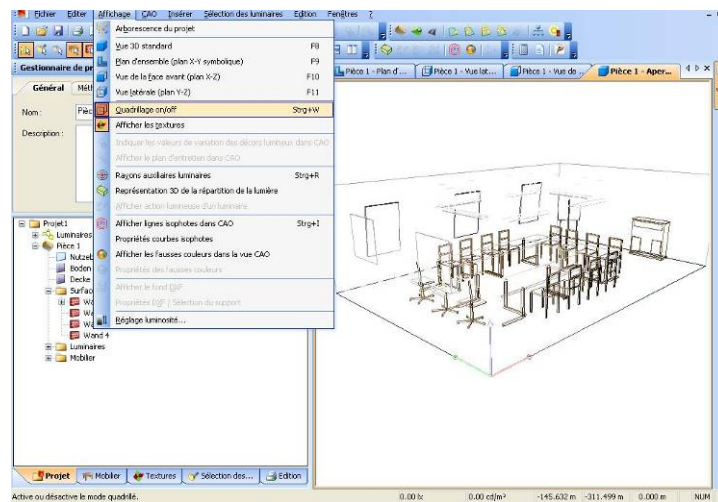 Fichier Editer Affichage CAO Insérer Sélection des luminaires Edition Fenêtres ?
Gestionnaire de pr
Général Méth
Nom : Pièc
Description :
Arborescence du projet
Vue 3D standard F8
Plan d'ensemble (plan X-Y symbolique) F9
Vue de la face avant (plan X-Z) F10
Vue latérale (plan Y-Z) F11
Quadrillage on/off Strg+W
Afficher les textures
Indiquer les valeurs de variation des décors lumineux dans CAO
Afficher le plan d'entretien dans CAO
Rayons auxiliaires luminaires Strg+R
Représentation 3D de la répartition de la lumière
Afficher action lumineuse d'un luminaire
Afficher lignes isophotes dans CAO Strg+I
Propriétés courbes isophotes
Afficher les fausses couleurs dans la vue CAO
Propriétés des fausses couleurs
Afficher le fond DXF
Propriétés DXF | Sélection du support
Réglage luminosité...
Pièce 1 - Plan d'... Pièce 1 - Vue lat... Pièce 1 - Vue de Pièce 1 - Aper...
Projet1
Luminaires
Pièce 1
Nutzeb
Boden
Decke
Surfac
Wa
Wa
Wa
Wand 4
Luminaires
Mobilier
Projet Mobilier Textures Sélection des... Edition
Active ou désactive le mode quadrillé. 0.00 lx 0.00 cd/m² -145.632 m -311.499 m 0.000 m NUM